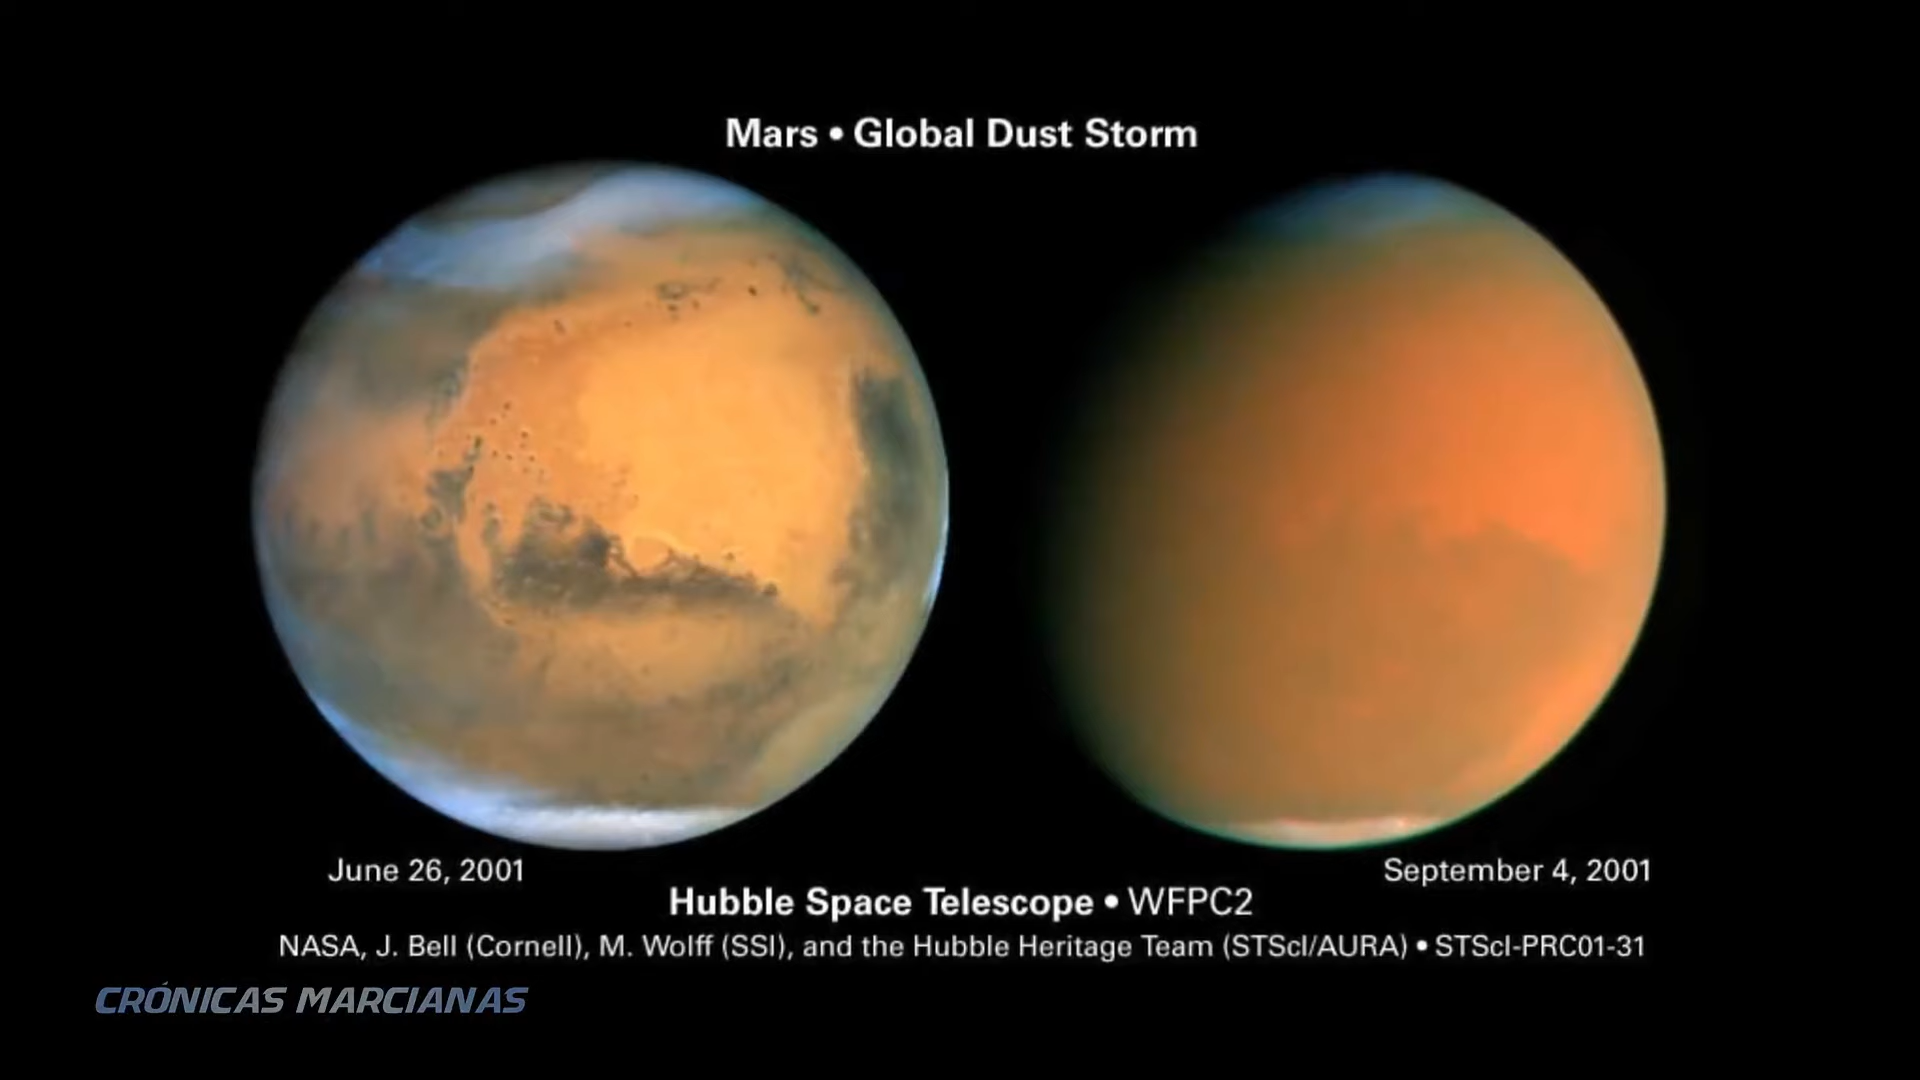 Mars • Global Dust Storm
June 26, 2001
September 4, 2001
Hubble Space Telescope • WFPC2
NASA, J. Bell (Cornell), M. Wolff (SSI), and the Hubble Heritage Team (STScI/AURA) • STScI-PRC01-31
CRÓNICAS MARCIANAS